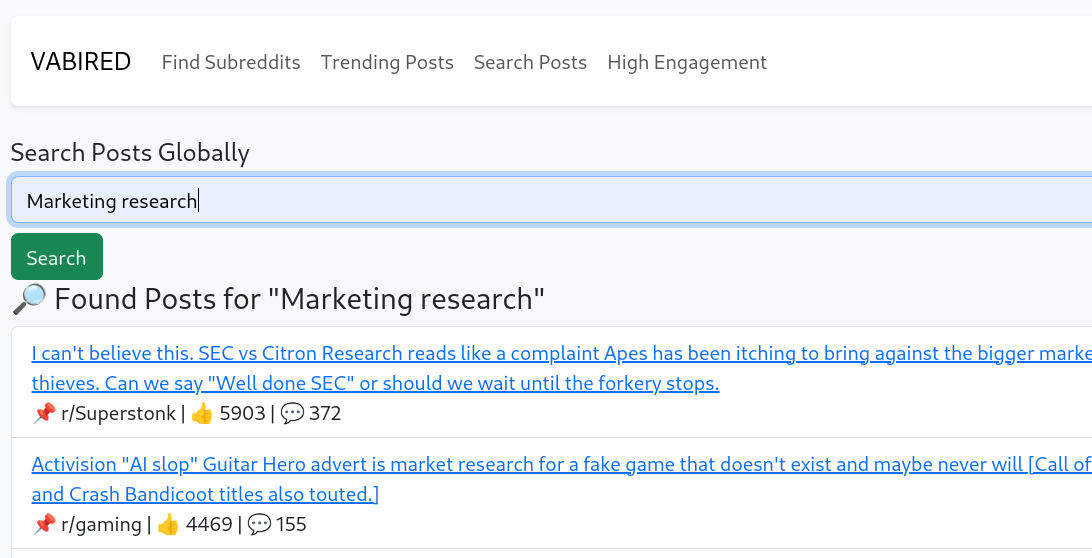 VABIRED Find Subreddits Trending Posts Search Posts High Engagement
Search Posts Globally
Marketing research
Search
🔎 Found Posts for "Marketing research"
I can't believe this. SEC vs Citron Research reads like a complaint Apes has been itching to bring against the bigger marke
thieves. Can we say "Well done SEC" or should we wait until the forkery stops.
📌 r/Superstonk | 👍 5903 | 💬 372
Activision "AI slop" Guitar Hero advert is market research for a fake game that doesn't exist and maybe never will [Call of
and Crash Bandicoot titles also touted.]
📌 r/gaming | 👍 4469 | 💬 155